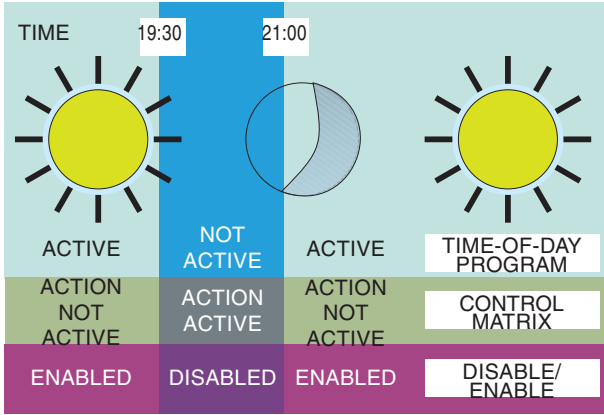 TIME 19:30 21:00
ACTIVE
NOT
ACTIVE
ACTIVE
TIME-OF-DAY
PROGRAM
ACTION
NOT
ACTIVE
ACTION
ACTIVE
ACTION
NOT
ACTIVE
CONTROL
MATRIX
ENABLED
DISABLED
ENABLED
DISABLE/
ENABLE